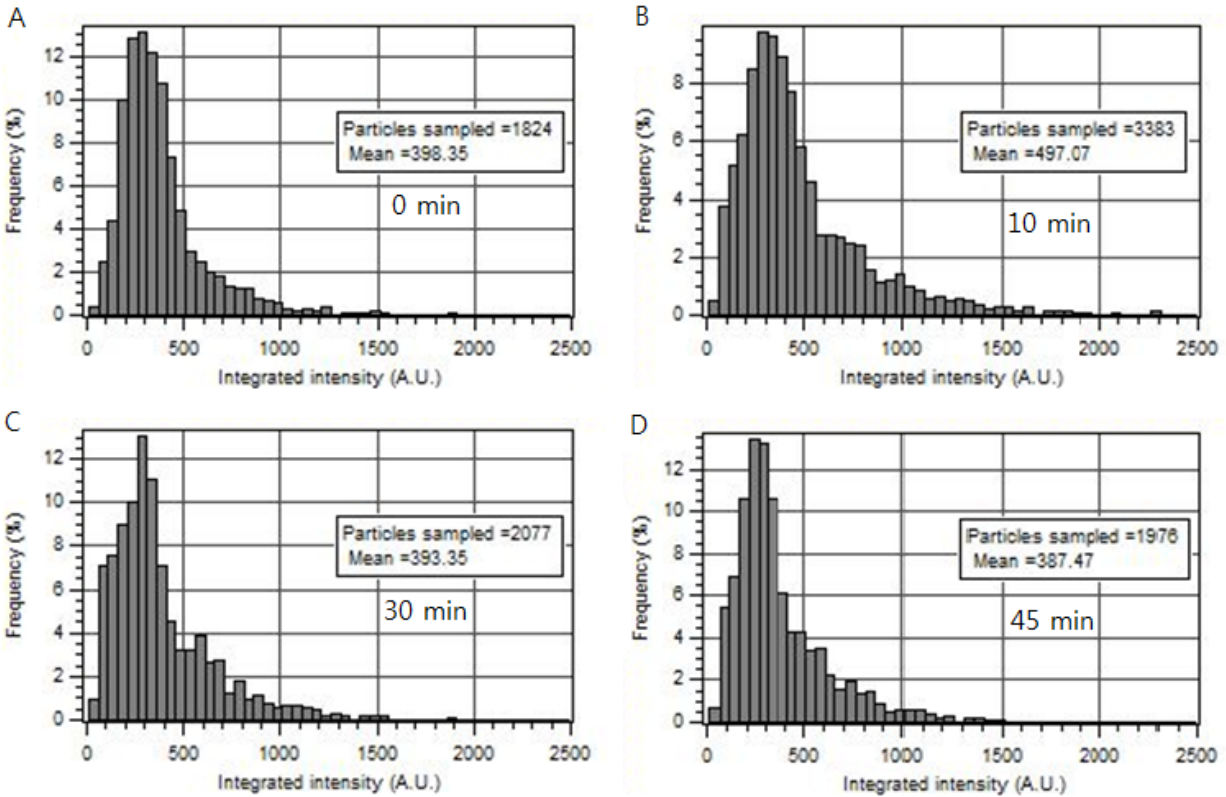 A
Frequency (%)
12
10
8
6
4
2
0
Particles sampled =1824
Mean =398.35
0 min
0 500 1000 1500 2000 2500
Integrated intensity (A.U.)
B
Frequency (%)
8
6
4
2
0
Particles sampled =3383
Mean =497.07
10 min
0 500 1000 1500 2000 2500
Integrated intensity (A.U.)
C
Frequency (%)
12
10
8
6
4
2
0
Particles sampled =2077
Mean =393.35
30 min
0 500 1000 1500 2000 2500
Integrated intensity (A.U.)
D
Frequency (%)
12
10
8
6
4
2
0
Particles sampled =1976
Mean =387.47
45 min
0 500 1000 1500 2000 2500
Integrated intensity (A.U.)